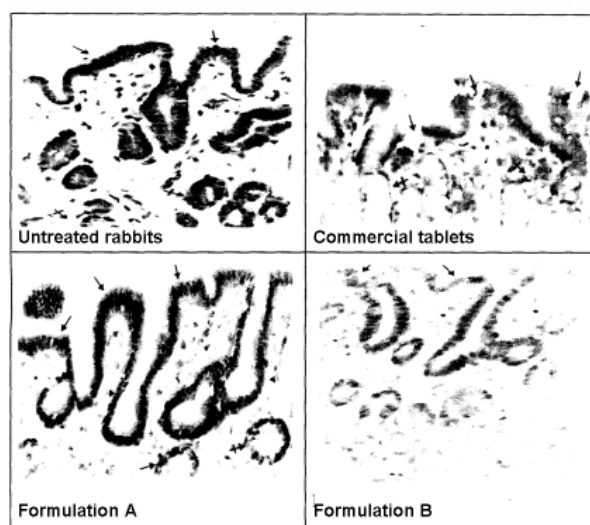 Untreated rabbits
Commercial tablets
Formulation A
Formulation B